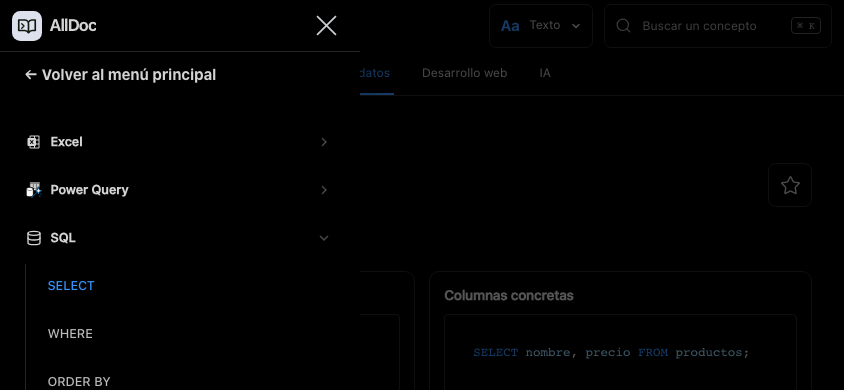 AllDoc
Volver al menú principal
Excel
Power Query
SQL
SELECT
WHERE
ORDER BY
Aa Texto
Buscar un concepto
⌘ K
datos
Desarrollo web
IA
Columnas concretas
SELECT nombre, precio FROM productos;